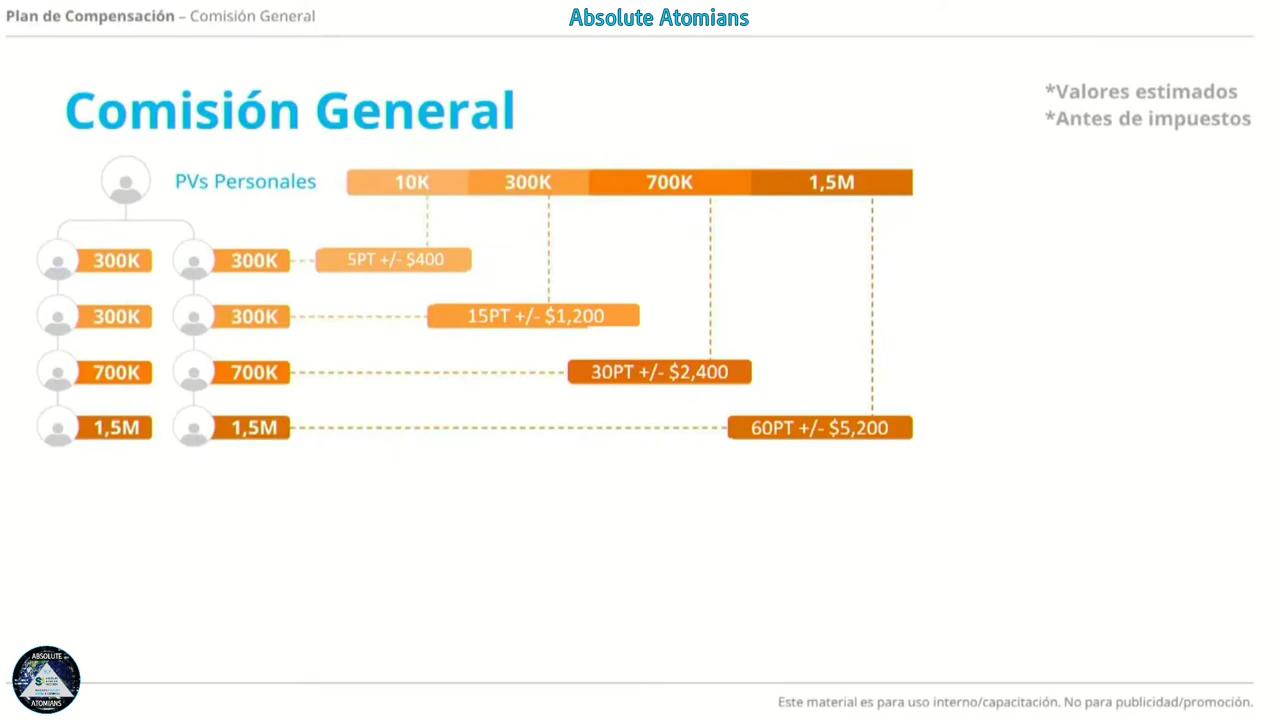 Plan de Compensación – Comisión General
Absolute Atomians
Comisión General
*Valores estimados
*Antes de impuestos
PVs Personales 10K 300K 700K 1,5M
300K 300K 5PT +/- $400
300K 300K 15PT +/- $1,200
700K 700K 30PT +/- $2,400
1,5M 1,5M 60PT +/- $5,200
ABSOLUTE
ATOMIANS
Este material es para uso interno/capacitación. No para publicidad/promoción.